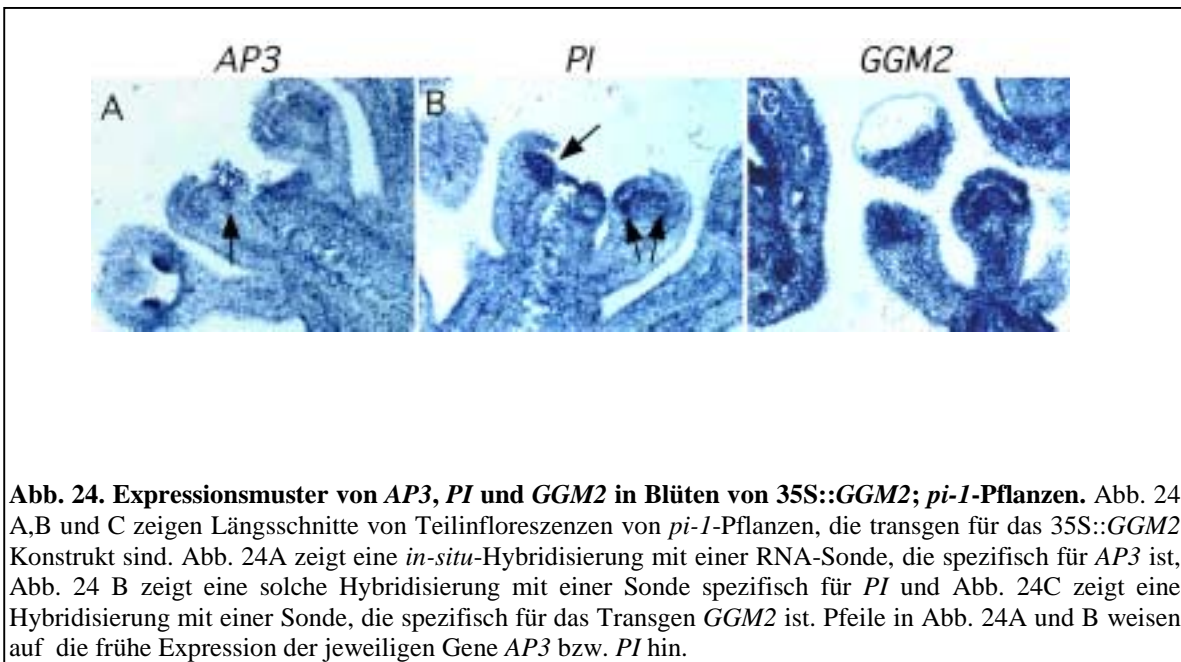 AP3 PI GGM2
A B C
Abb. 24. Expressionsmuster von AP3, PI und GGM2 in Blüten von 35S::GGM2; pi-1-Pflanzen. Abb. 24
A,B und C zeigen Längsschnitte von Teilinfloreszenzen von pi-1-Pflanzen, die transgen für das 35S::GGM2
Konstrukt sind. Abb. 24A zeigt eine in-situ-Hybridisierung mit einer RNA-Sonde, die spezifisch für AP3 ist,
Abb. 24 B zeigt eine solche Hybridisierung mit einer Sonde spezifisch für PI und Abb. 24C zeigt eine
Hybridisierung mit einer Sonde, die spezifisch für das Transgen GGM2 ist. Pfeile in Abb. 24A und B weisen
auf die frühe Expression der jeweiligen Gene AP3 bzw. PI hin.